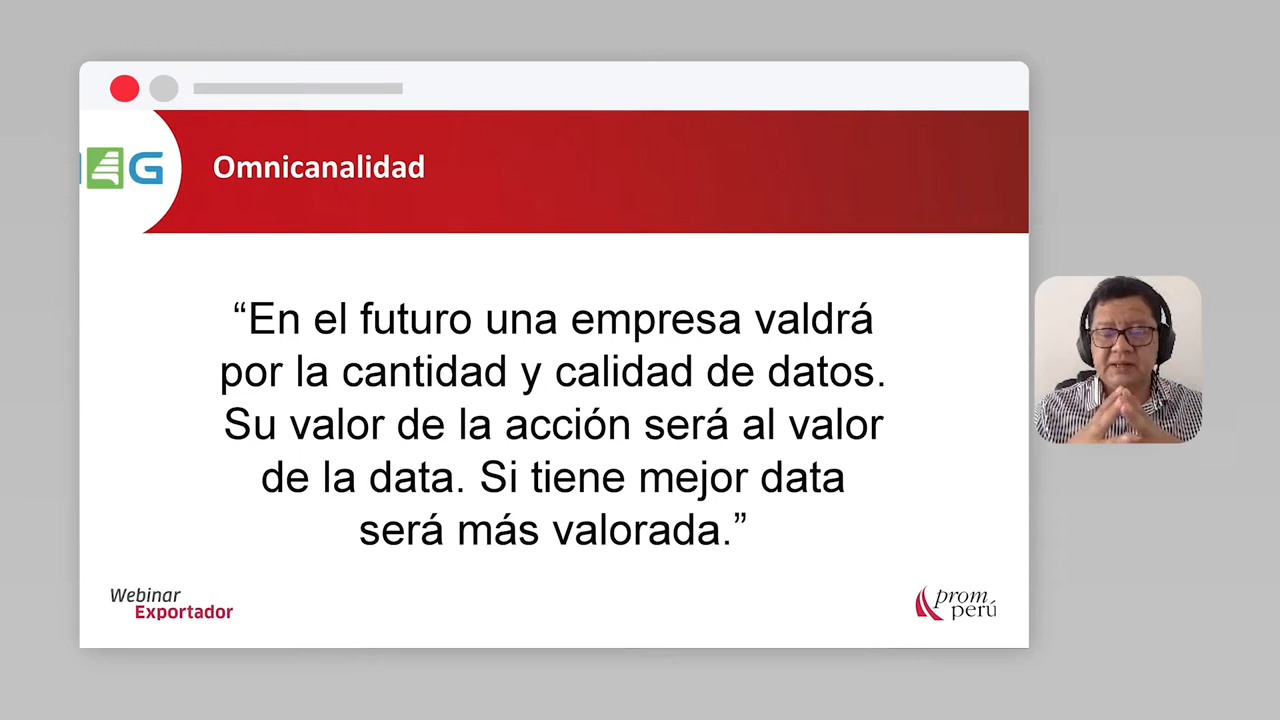 G
Omnicanalidad
“En el futuro una empresa valdrá
por la cantidad y calidad de datos.
Su valor de la acción será al valor
de la data. Si tiene mejor data
será más valorada.”
Webinar
Exportador
prom
perú